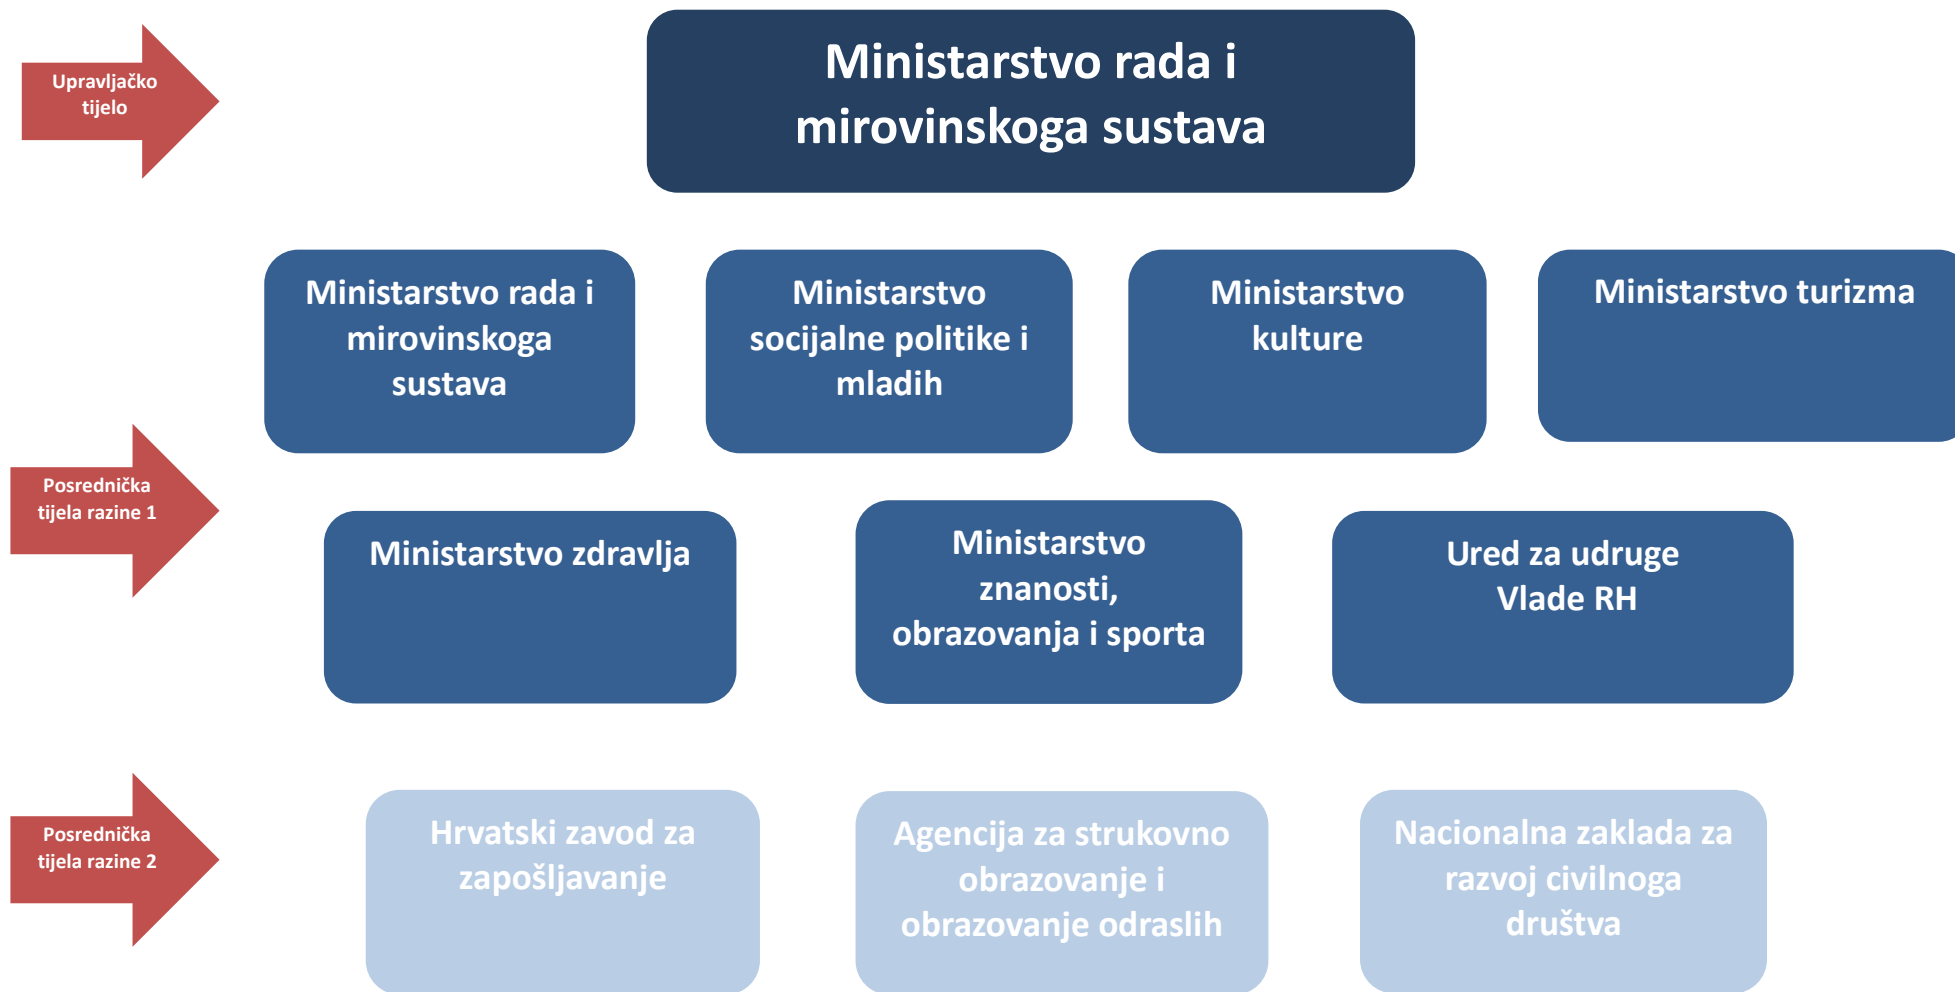 Upravljačko
tijelo
Ministarstvo rada i
mirovinskoga sustava
Ministarstvo rada i
mirovinskoga
sustava
Ministarstvo
socijalne politike i
mladih
Ministarstvo
kulture
Ministarstvo turizma
Posrednička
tijela razine 1
Ministarstvo zdravlja
Ministarstvo
znanosti,
obrazovanja i sporta
Ured za udruge
Vlade RH
Posrednička
tijela razine 2
Hrvatski zavod za
zapošljavanje
Agencija za strukovno
obrazovanje i
obrazovanje odraslih
Nacionalna zaklada za
razvoj civilnoga
društva